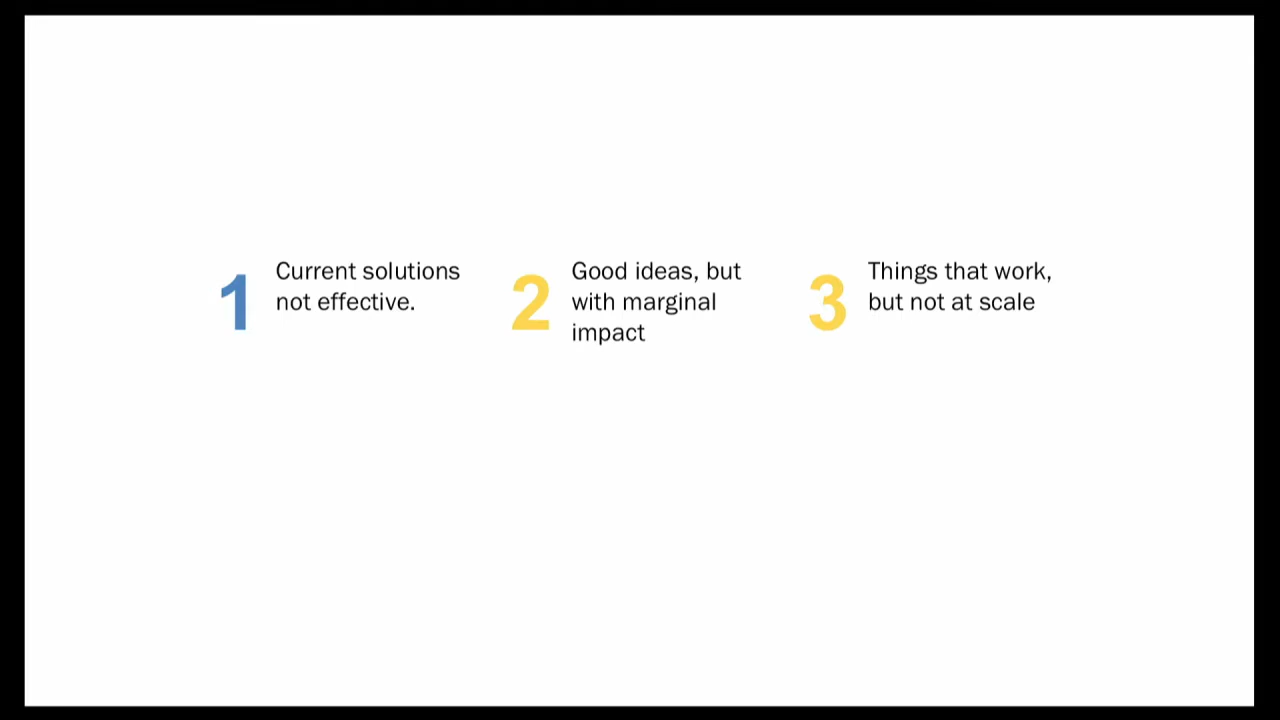 1
Current solutions
not effective.
2
Good ideas, but
with marginal
impact
3
Things that work,
but not at scale